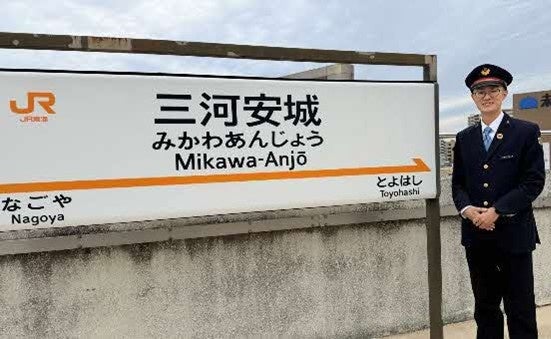 JR
JR東海
三河安城
みかわあんじょう
Mikawa-Anjō
なごや
Nagoya
とよはし
Toyohashi